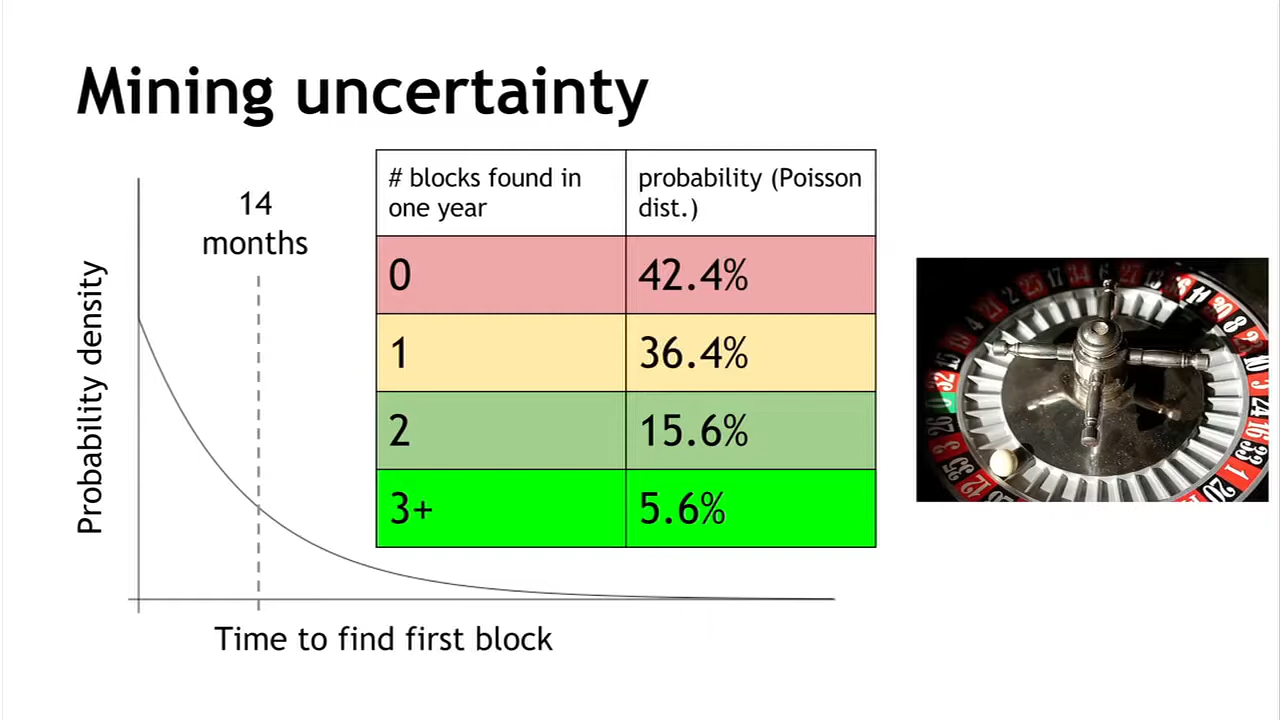 Mining uncertainty
14
months
Probability density
Time to find first block
# blocks found in
one year
probability (Poisson
dist.)
0
42.4%
1
36.4%
2
15.6%
3+
5.6%